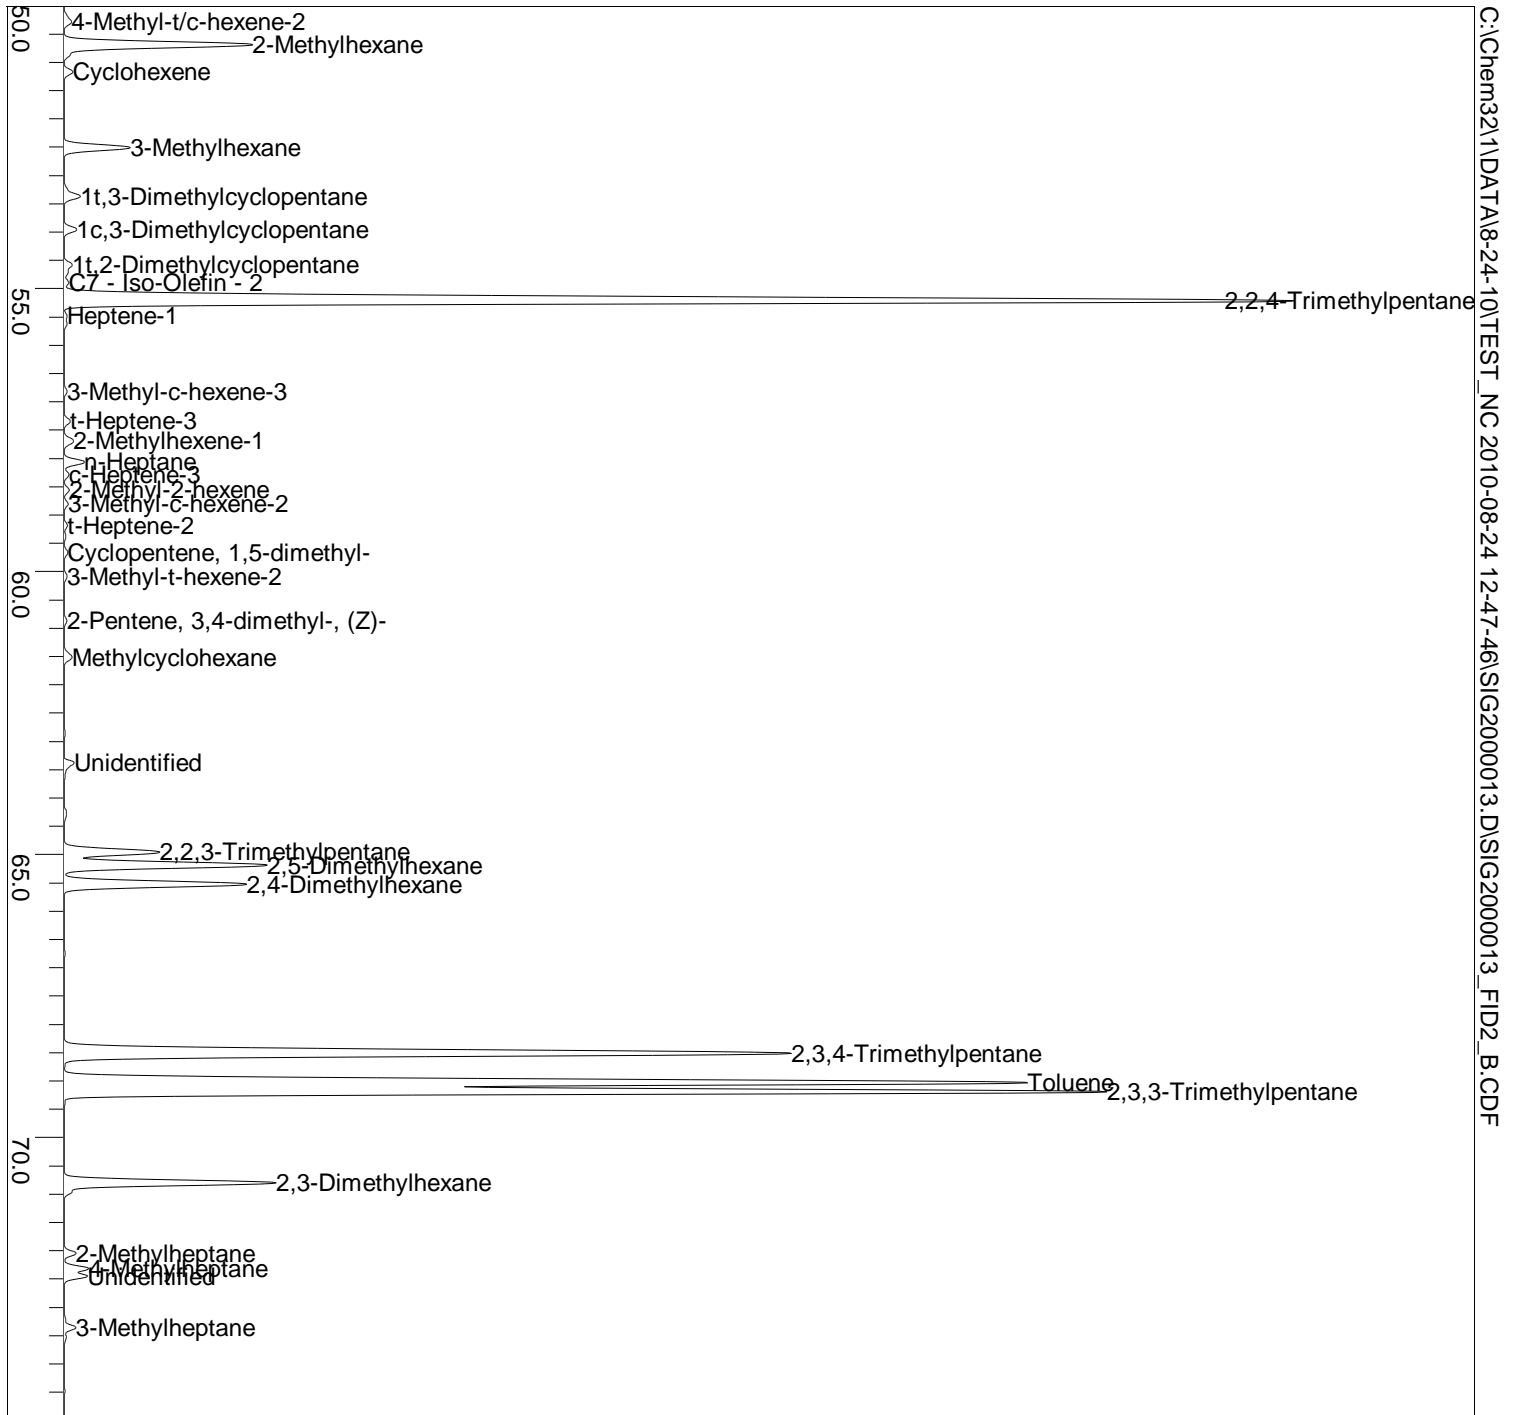 C:\Chem32\1\DATA\8-24-10\TEST_NC 2010-08-24 12-47-46\SIG2000013.D\SIG2000013_FID2_B.CDF
50.0
4-Methyl-t/c-hexene-2
2-Methylhexane
Cyclohexene
3-Methylhexane
1t,3-Dimethylcyclopentane
1c,3-Dimethylcyclopentane
1t,2-Dimethylcyclopentane
C7 - Iso-Olefin - 2
55.0
2,2,4-Trimethylpentane
Heptene-1
3-Methyl-c-hexene-3
t-Heptene-3
2-Methylhexene-1
n-Heptane
c-Heptene-3
2-Methyl-2-hexene
3-Methyl-c-hexene-2
t-Heptene-2
Cyclopentene, 1,5-dimethyl-
60.0
3-Methyl-t-hexene-2
2-Pentene, 3,4-dimethyl-, (Z)-
Methylcyclohexane
Unidentified
2,2,3-Trimethylpentane
65.0
2,5-Dimethylhexane
2,4-Dimethylhexane
2,3,4-Trimethylpentane
Toluene
2,3,3-Trimethylpentane
70.0
2,3-Dimethylhexane
2-Methylheptane
4-Methylheptane
Unidentified
3-Methylheptane